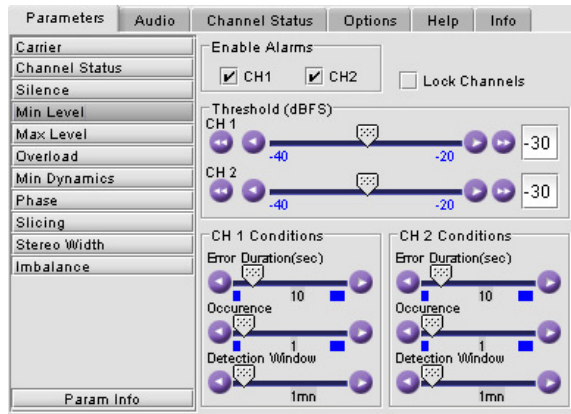 Parameters Audio Channel Status Options Help Info
Carrier
Channel Status
Silence
Min Level
Max Level
Overload
Min Dynamics
Phase
Slicing
Stereo Width
Imbalance
Param Info
Enable Alarms
CH1 CH2
Lock Channels
Threshold (dBFS)
CH 1
-40 -20 -30
CH 2
-40 -20 -30
CH 1 Conditions
Error Duration(sec)
10
Occurence
1
Detection Window
1mn
CH 2 Conditions
Error Duration(sec)
10
Occurence
1
Detection Window
1mn